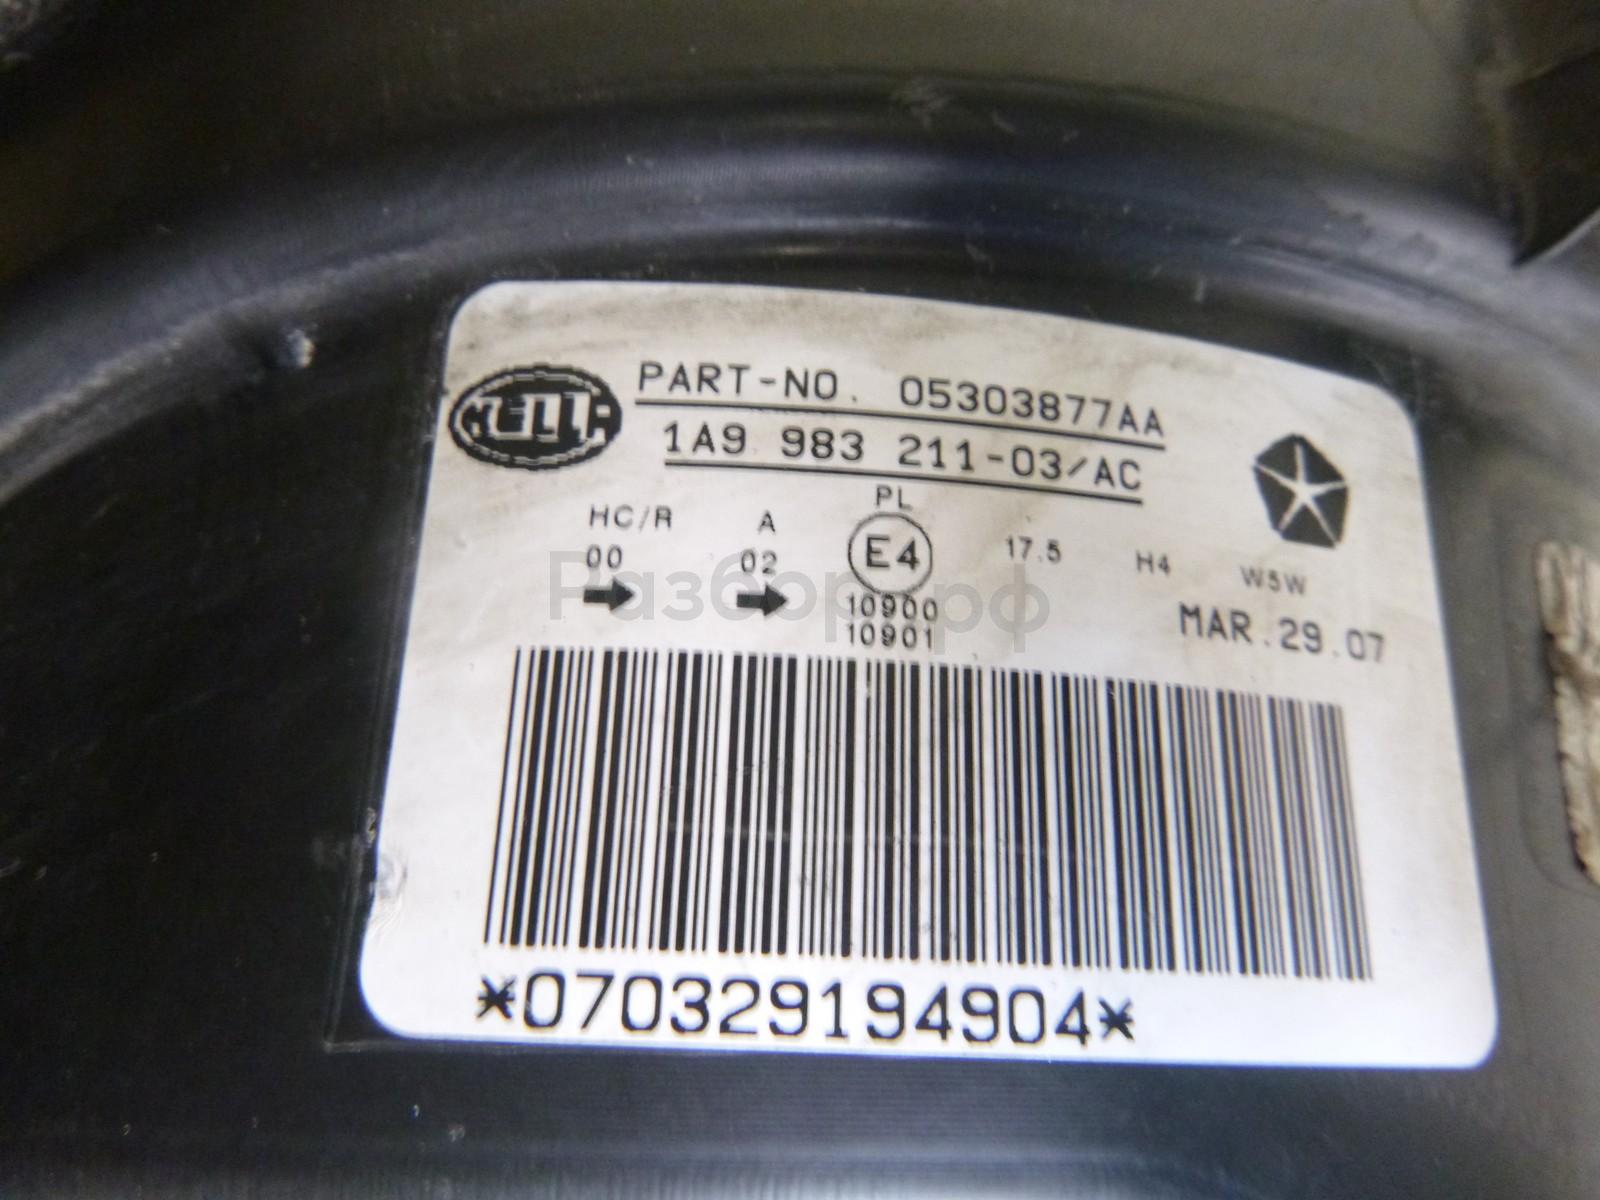 HELLA
PART-NO. 05303877AA
1A9 983 211-03/AC
PL
HC/R A E4 17.5 H4 W5W
00 02
10900
10901
MAR.29.07
Разбор.рф
*070329194904*